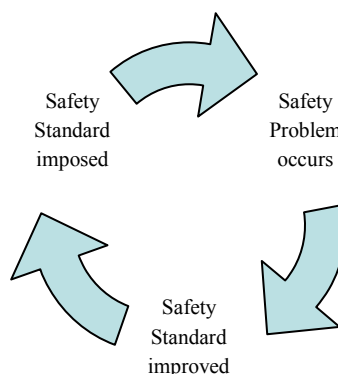 Safety
Standard
imposed
Safety
Problem
occurs
Safety
Standard
improved